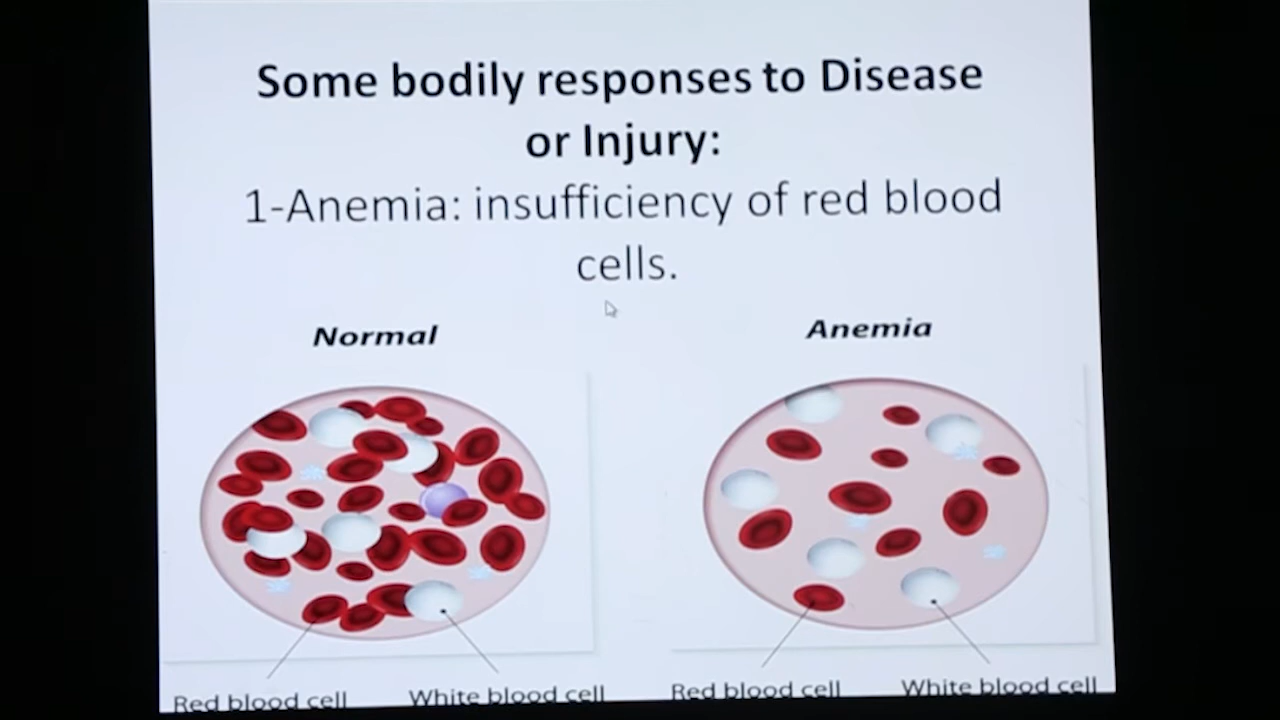 Some bodily responses to Disease
or Injury:
1-Anemia: insufficiency of red blood
cells.
Normal
Anemia
Red blood cell
White blood cell
Red blood cell
White blood cell